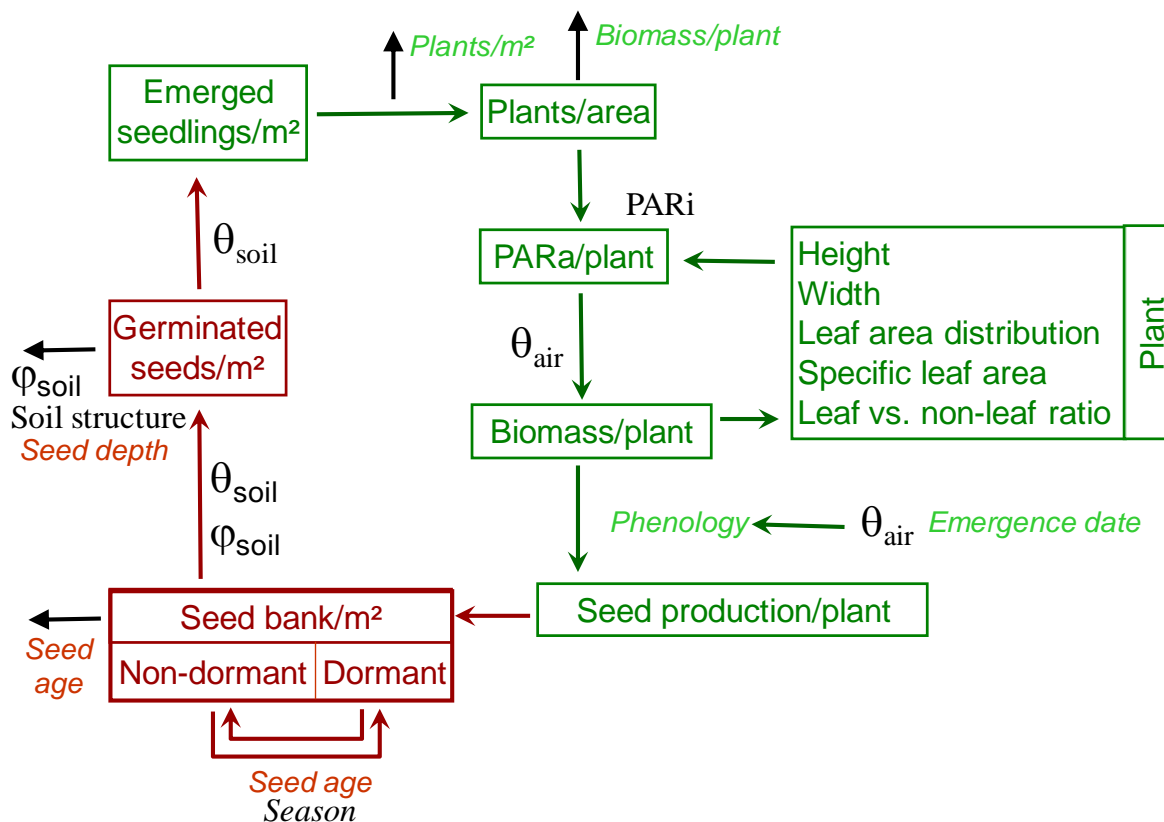 Plants/m²
Biomass/plant
Emerged
seedlings/m²
Plants/area
PARi
θsoil
PARa/plant
Height
Width
Leaf area distribution
Specific leaf area
Leaf vs. non-leaf ratio
Plant
Germinated
seeds/m²
θair
φsoil
Soil structure
Seed depth
Biomass/plant
θsoil
φsoil
Phenology
θair
Emergence date
Seed bank/m²
Seed production/plant
Seed
age
Non-dormant
Dormant
Seed age
Season